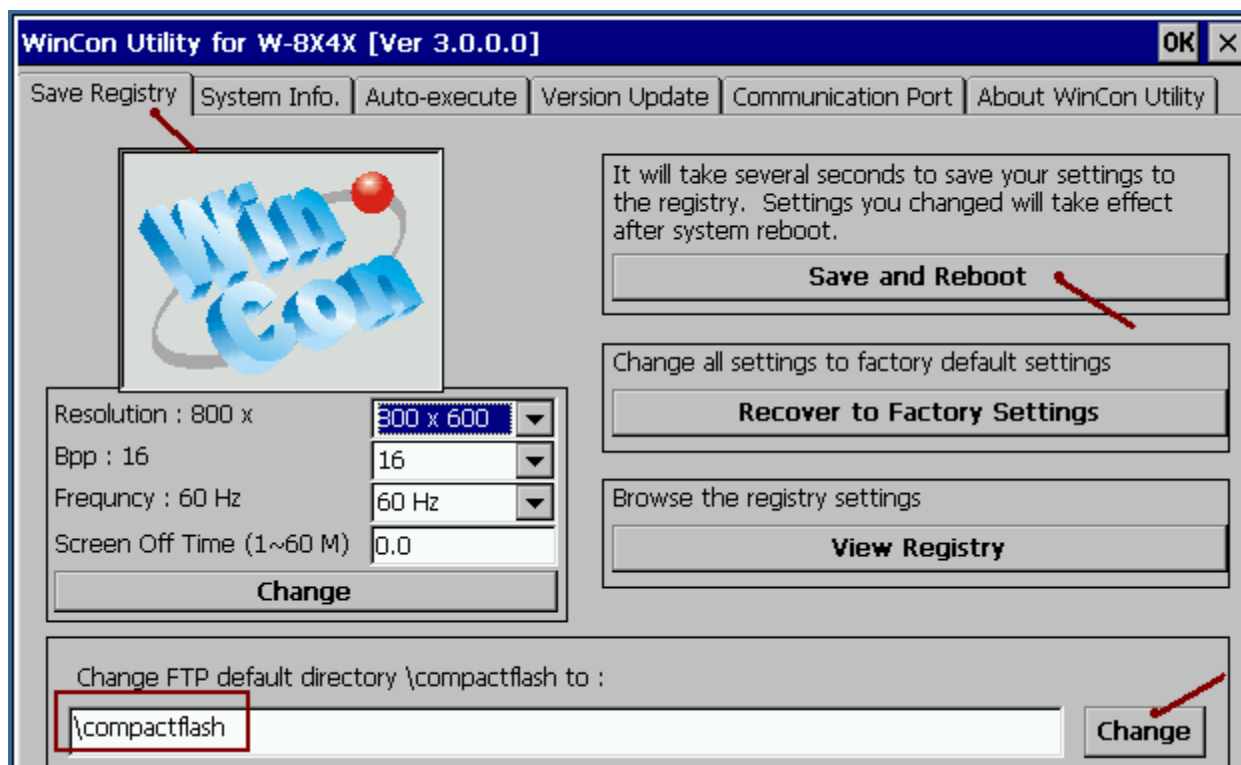 WinCon Utility for W-8X4X [Ver 3.0.0.0] OK ×
Save Registry System Info. Auto-execute Version Update Communication Port About WinCon Utility
Win
Con
Resolution : 800 x 800 x 600
Bpp : 16 16
Frequncy : 60 Hz 60 Hz
Screen Off Time (1~60 M) 0.0
Change
It will take several seconds to save your settings to
the registry. Settings you changed will take effect
after system reboot.
Save and Reboot
Change all settings to factory default settings
Recover to Factory Settings
Browse the registry settings
View Registry
Change FTP default directory \compactflash to :
\compactflash Change